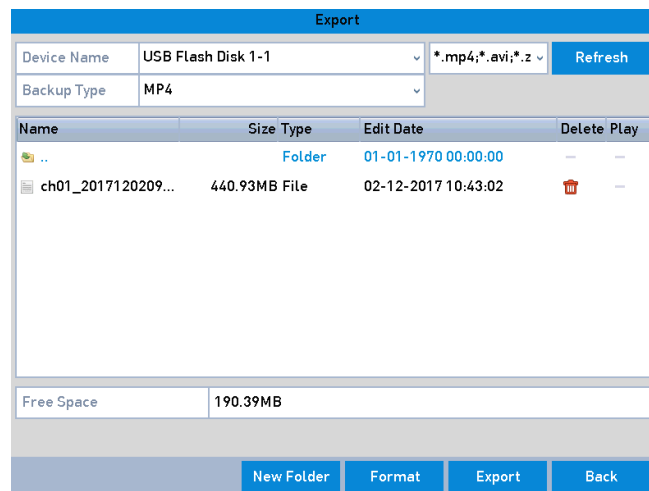 Export
Device Name USB Flash Disk 1-1 *.mp4;*.avi;*.z Refresh
Backup Type MP4
Name Size Type Edit Date Delete Play
.. Folder 01-01-1970 00:00:00 — —
ch01_2017120209... 440.93MB File 02-12-2017 10:43:02 —
Free Space 190.39MB
New Folder Format Export Back